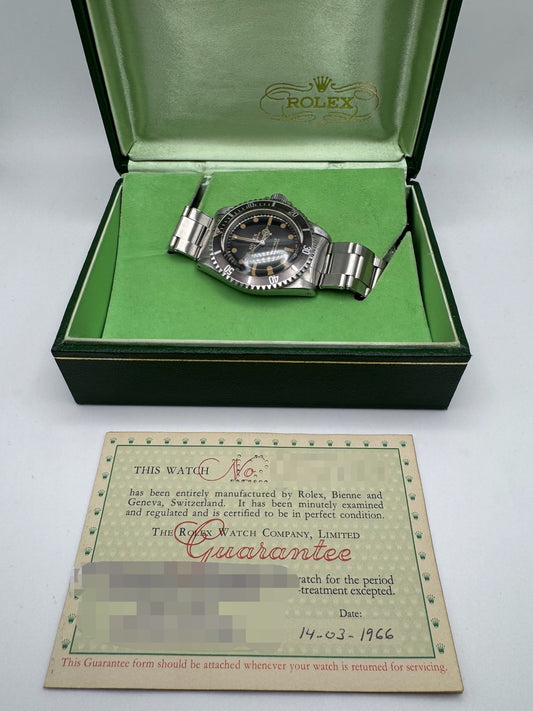 ROLEX
50
40
30
THIS WATCH No.
has been entirely manufactured by Rolex, Bienne and
Geneva, Switzerland. It has been minutely examined
and regulated and is certified to be in perfect condition.
THE ROLEX WATCH COMPANY, LIMITED
Guarantee
watch for the period
-treatment excepted.
Date:
14-03-1966
This Guarantee form should be attached whenever your watch is returned for servicing.